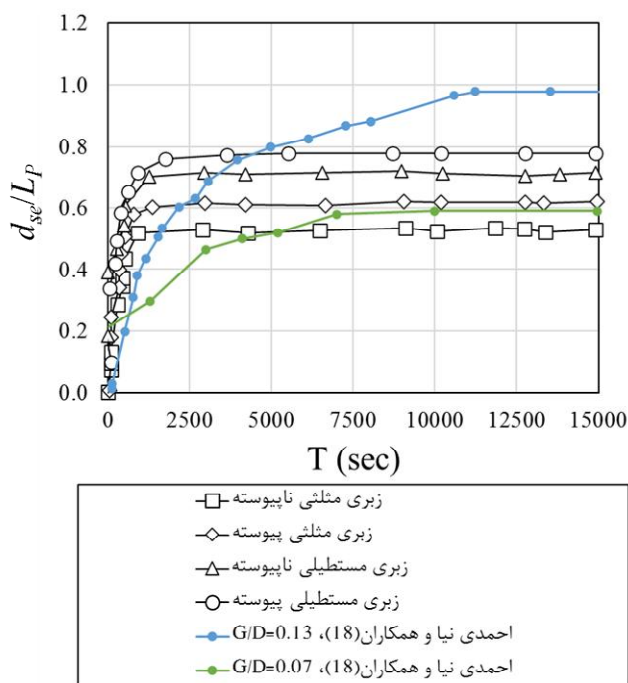 1.2
1.0
0.8
0.6
0.4
0.2
0.0
d_se/L_P
0 2500 5000 7500 10000 12500 15000
T (sec)
زبری مثلثی ناپیوسته
زبری مثلثی پیوسته
زبری مستطیلی ناپیوسته
زبری مستطیلی پیوسته
احمدی نیا و همکاران(18)، G/D=0.13
احمدی نیا و همکاران(18)، G/D=0.07